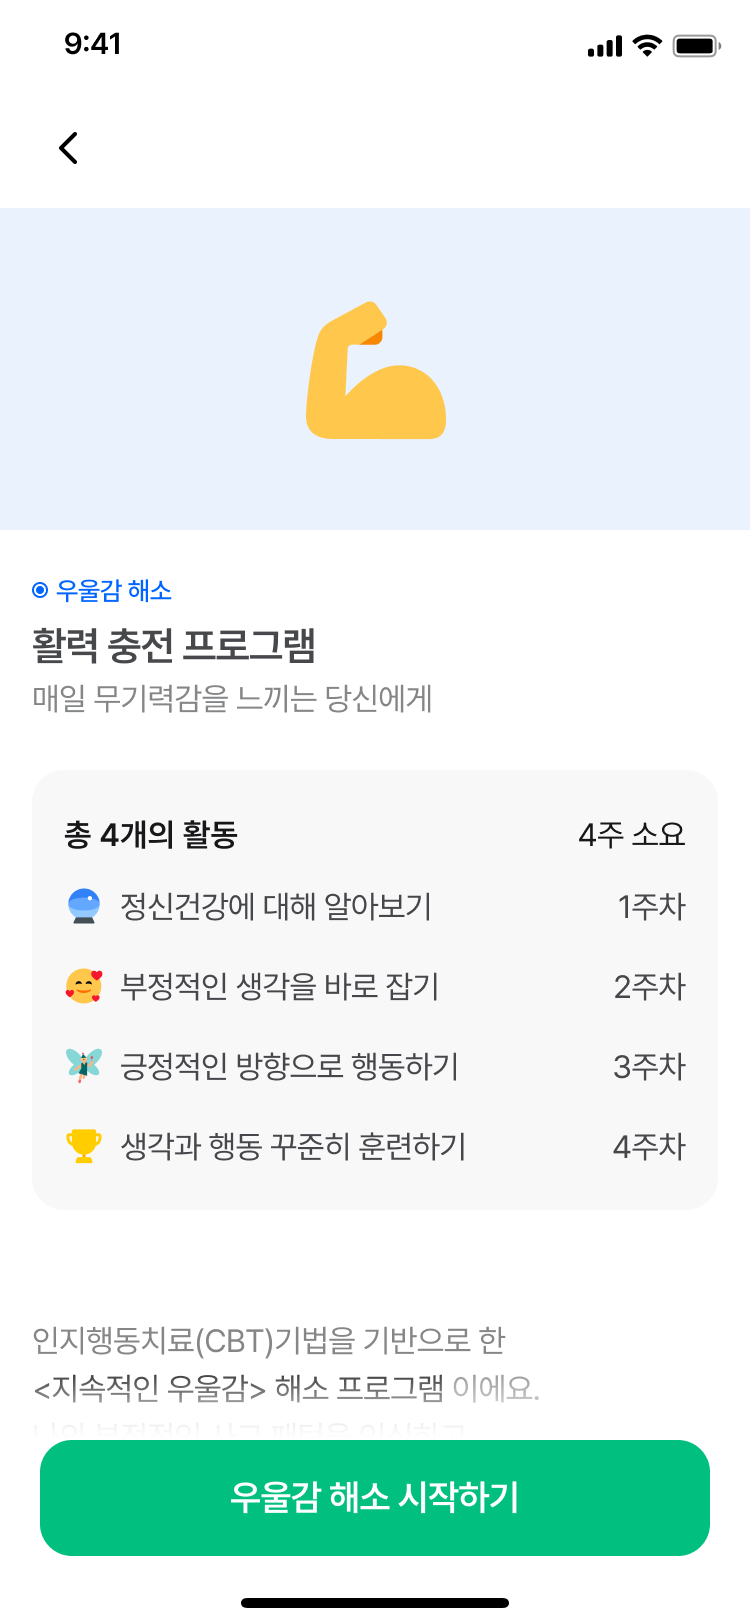 9:41
우울감 해소
활력 충전 프로그램
매일 무기력감을 느끼는 당신에게
총 4개의 활동 4주 소요
정신건강에 대해 알아보기 1주차
부정적인 생각을 바로 잡기 2주차
긍정적인 방향으로 행동하기 3주차
생각과 행동 꾸준히 훈련하기 4주차
인지행동치료(CBT)기법을 기반으로 한
<지속적인 우울감> 해소 프로그램 이에요.
우울감 해소 시작하기